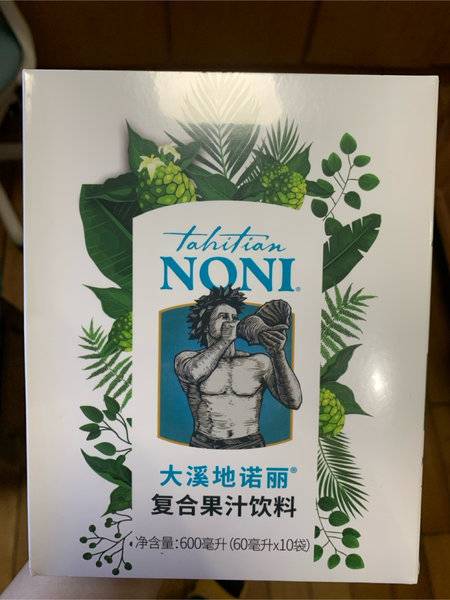 tahitian
NONI®
大溪地诺丽®
复合果汁饮料
净含量:600毫升(60毫升x10袋)